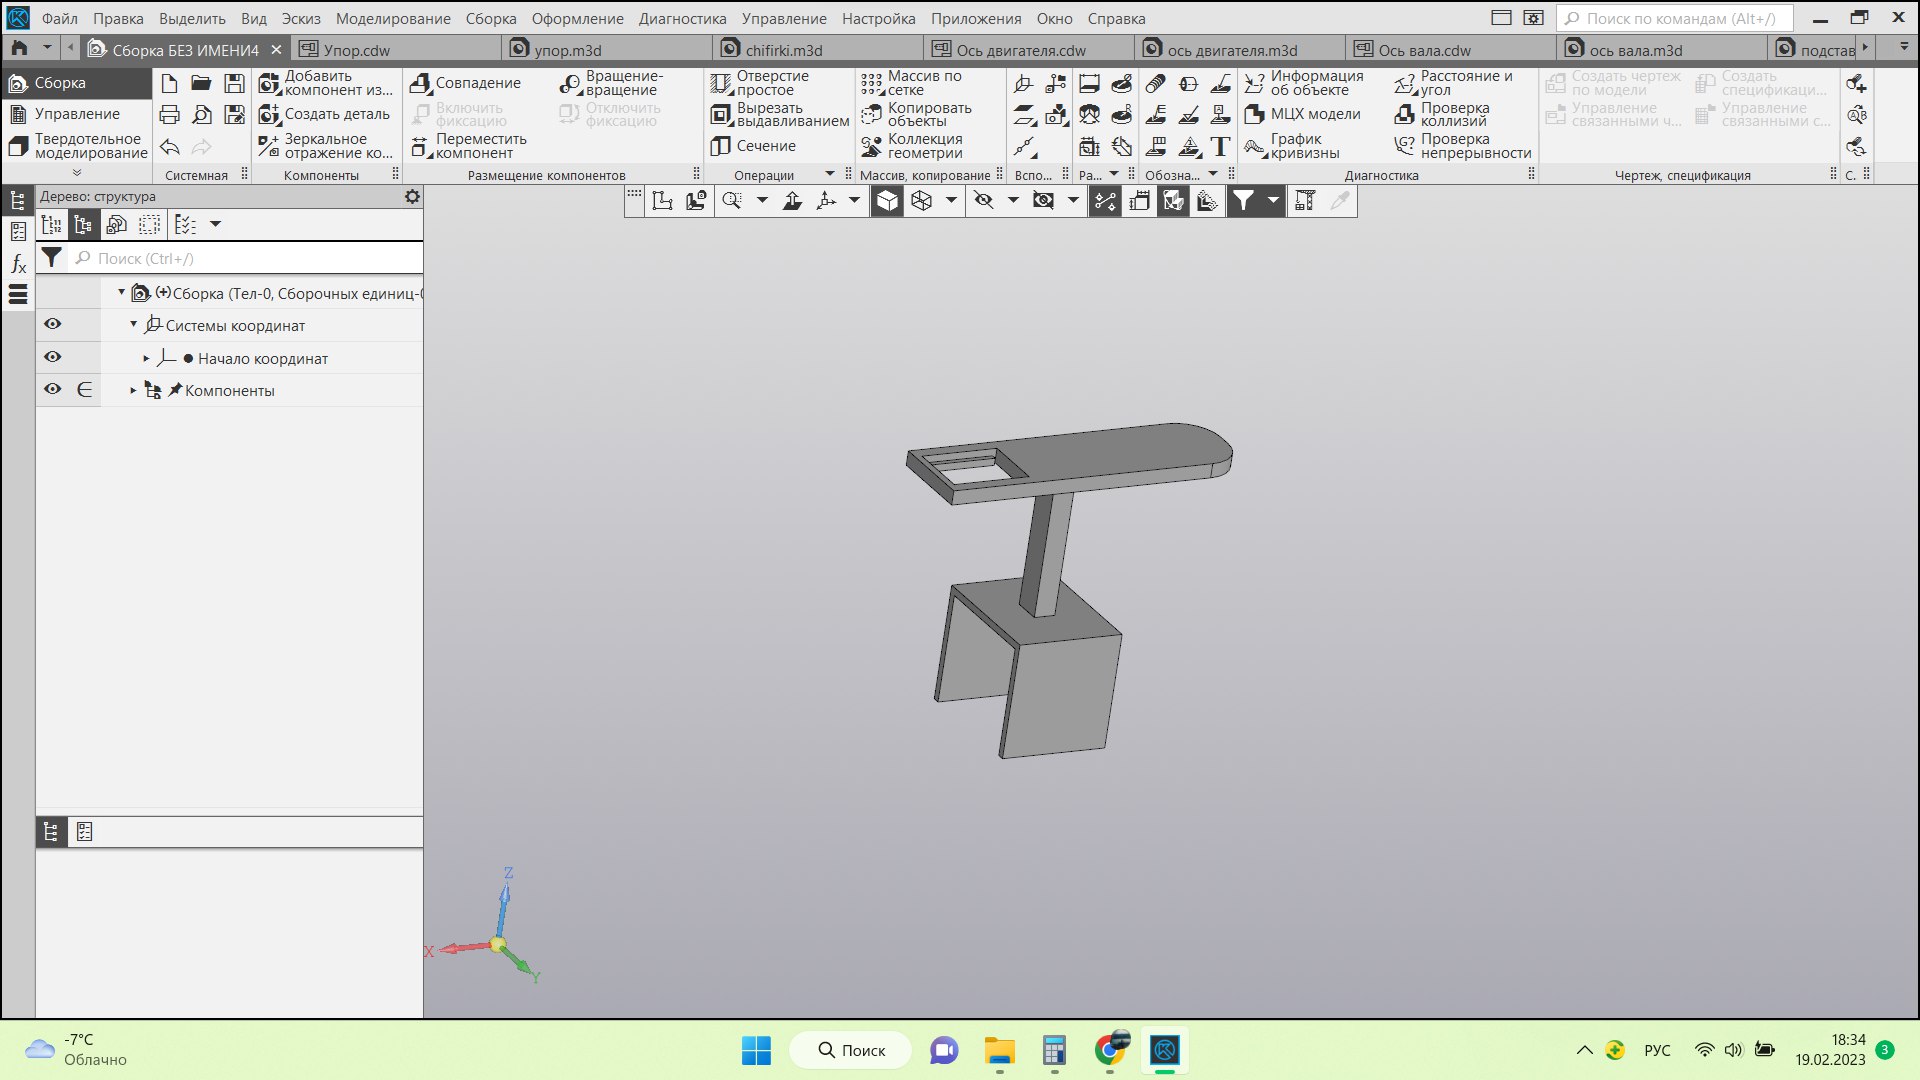 Файл Правка Выделить Вид Эскиз Моделирование Сборка Оформление Диагностика Управление Настройка Приложения Окно Справка Поиск по командам (Alt+/)
Сборка БЕЗ ИМЕНИ4 Упор.cdw упор.m3d chifirki.m3d Ось двигателя.cdw ось двигателя.m3d Ось вала.cdw ось вала.m3d подстав
Сборка
Управление
Твердотельное
моделирование
Системная
Добавить
компонент из...
Создать деталь
Зеркальное
отражение ко...
Компоненты
Совпадение
Включить
фиксацию
Переместить
компонент
Вращение-
вращение
Отключить
фиксацию
Размещение компонентов
Отверстие
простое
Вырезать
выдавливанием
Сечение
Операции
Массив по
сетке
Копировать
объекты
Коллекция
геометрии
Массив, копирование
Вспо...
Ра...
Обозна...
Информация
об объекте
МЦХ модели
График
кривизны
Расстояние и
угол
Проверка
коллизий
Проверка
непрерывности
Диагностика
Создать чертеж
по модели
Управление
связанными ч...
Создать
спецификаци...
Управление
связанными с...
Чертеж, спецификация
С.
Дерево: структура
Поиск (Ctrl+/)
(+)Сборка (Тел-0, Сборочных единиц-0
Системы координат
Начало координат
Компоненты
Z
X
Y
-7°C
Облачно
Поиск
РУС
18:34
19.02.2023
3